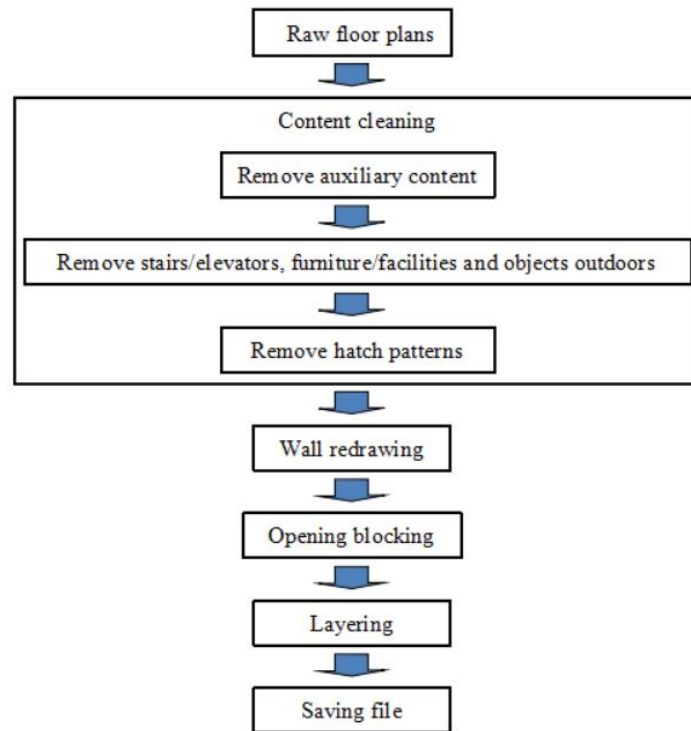 Raw floor plans
Content cleaning
Remove auxiliary content
Remove stairs/elevators, furniture/facilities and objects outdoors
Remove hatch patterns
Wall redrawing
Opening blocking
Layering
Saving file